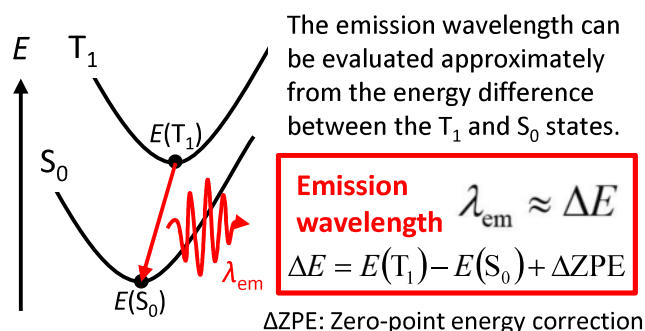 E
T₁
S₀
E(T₁)
E(S₀)
λem
The emission wavelength can
be evaluated approximately
from the energy difference
between the T₁ and S₀ states.
Emission
wavelength
λem ≈ ΔE
ΔE = E(T₁) − E(S₀) + ΔZPE
ΔZPE: Zero-point energy correction